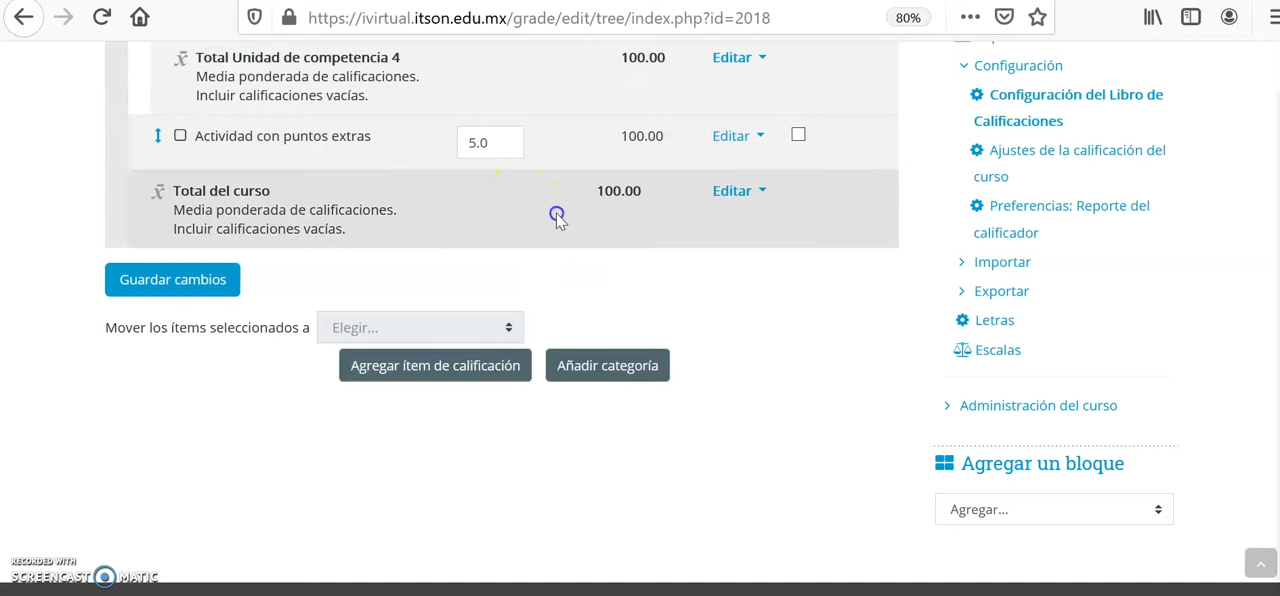 https://ivirtual.itson.edu.mx/grade/edit/tree/index.php?id=2018
80%
Total Unidad de competencia 4
100.00
Editar
Media ponderada de calificaciones.
Incluir calificaciones vacías.
Actividad con puntos extras
5.0
100.00
Editar
Total del curso
100.00
Editar
Media ponderada de calificaciones.
Incluir calificaciones vacías.
Guardar cambios
Mover los ítems seleccionados a
Elegir...
Agregar ítem de calificación
Añadir categoría
Configuración
Configuración del Libro de
Calificaciones
Ajustes de la calificación del
curso
Preferencias: Reporte del
calificador
Importar
Exportar
Letras
Escalas
Administración del curso
Agregar un bloque
Agregar...
RECORDED WITH
SCREENCAST MATIC